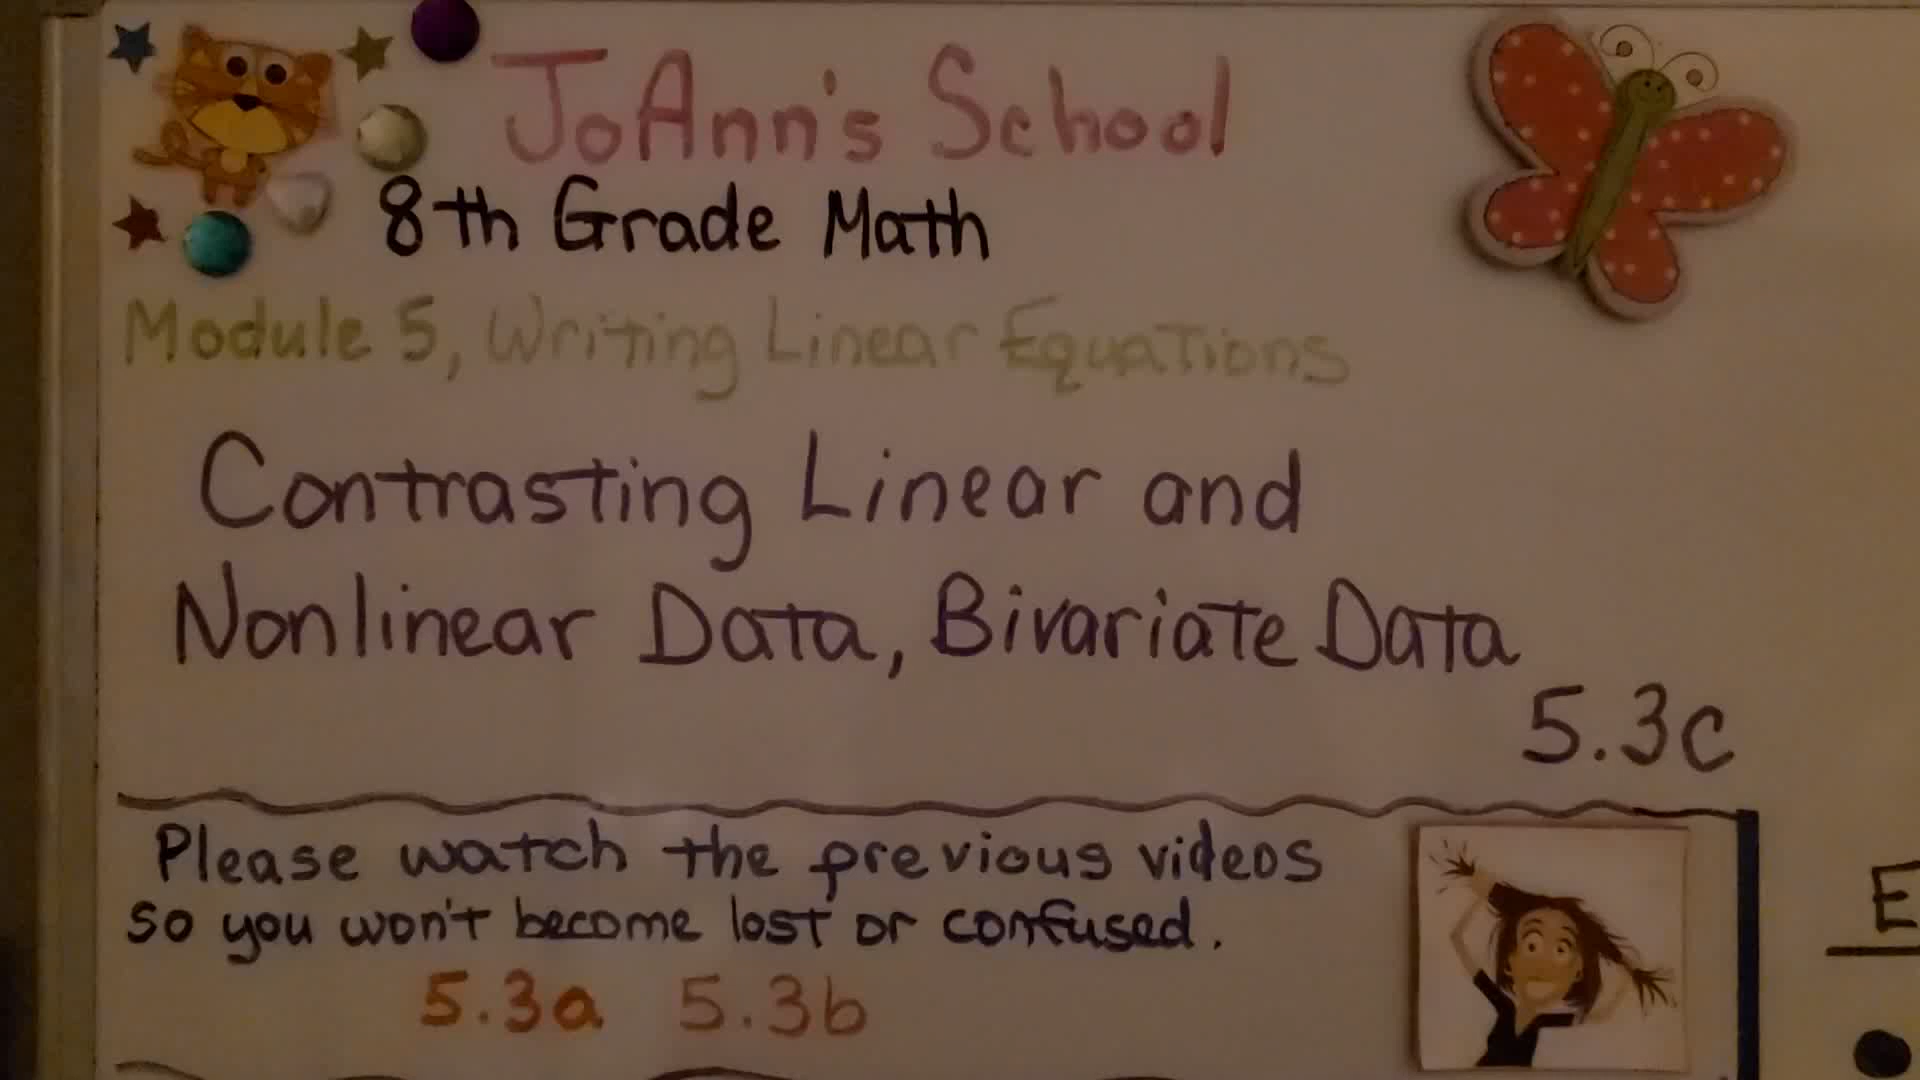 JoAnn's School
8th Grade Math
Module 5, Writing Linear Equations
Contrasting Linear and
Nonlinear Data, Bivariate Data
5.3c
Please watch the previous videos
so you won't become lost or confused.
5.3a 5.3b
E